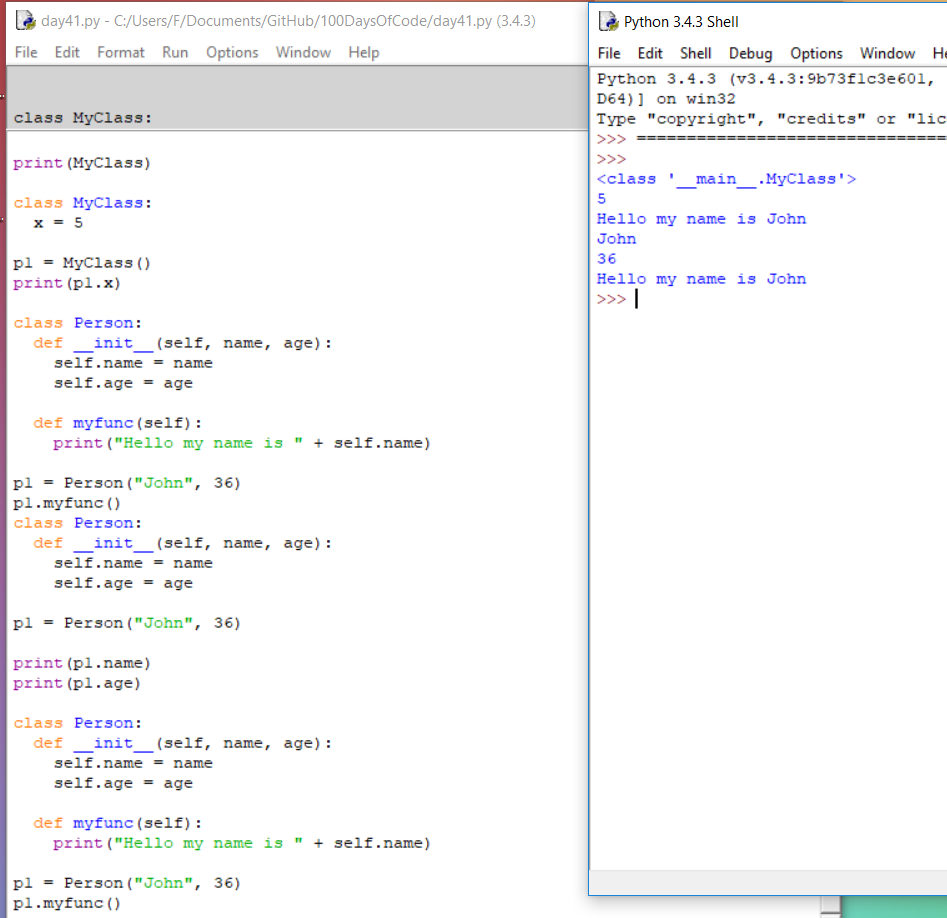 day41.py - C:/Users/F/Documents/GitHub/100DaysOfCode/day41.py (3.4.3)
File Edit Format Run Options Window Help
class MyClass:
print(MyClass)
class MyClass:
  x = 5
p1 = MyClass()
print(p1.x)
class Person:
  def __init__(self, name, age):
    self.name = name
    self.age = age
  def myfunc(self):
    print("Hello my name is " + self.name)
p1 = Person("John", 36)
p1.myfunc()
class Person:
  def __init__(self, name, age):
    self.name = name
    self.age = age
p1 = Person("John", 36)
print(p1.name)
print(p1.age)
class Person:
  def __init__(self, name, age):
    self.name = name
    self.age = age
  def myfunc(self):
    print("Hello my name is " + self.name)
p1 = Person("John", 36)
p1.myfunc()
Python 3.4.3 Shell
File Edit Shell Debug Options Window He
Python 3.4.3 (v3.4.3:9b73f1c3e601,
D64)] on win32
Type "copyright", "credits" or "lic
>>> ===============================
>>>
<class '__main__.MyClass'>
5
Hello my name is John
John
36
Hello my name is John
>>>